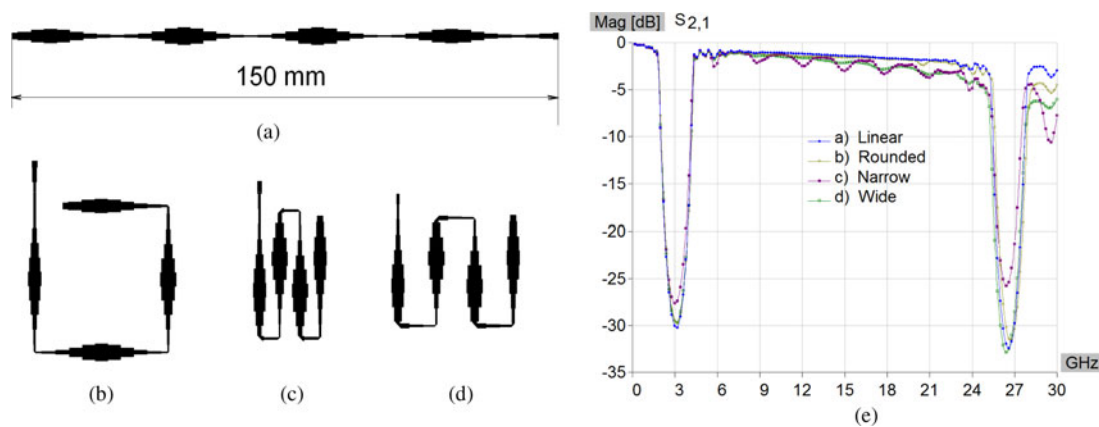 150 mm
(a)
(b)
(c)
(d)
Mag [dB] S2,1
0
-5
-10
-15
-20
-25
-30
-35
a) Linear
b) Rounded
c) Narrow
d) Wide
GHz
0 3 6 9 12 15 18 21 24 27 30
(e)